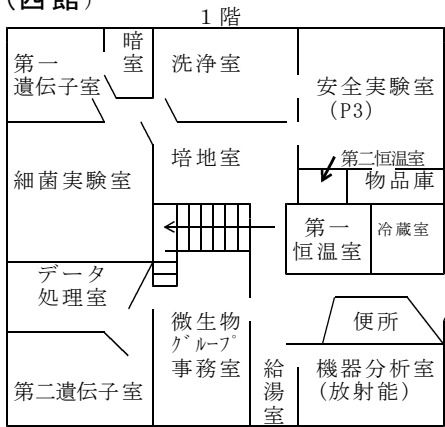 (西館)
1階
第一
遺伝子室
暗
室
洗浄室
安全実験室
(P3)
細菌実験室
培地室
第二恒温室
物品庫
第一
恒温室
冷蔵室
データ
処理室
微生物
グループ
事務室
便所
第二遺伝子室
給
湯
室
機器分析室
(放射能)